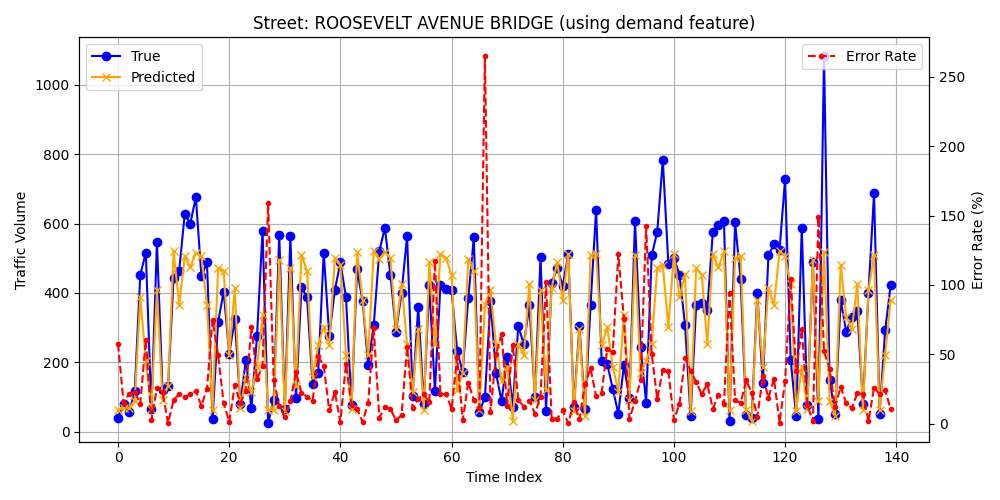 Street: ROOSEVELT AVENUE BRIDGE (using demand feature)
True
Predicted
Error Rate
Traffic Volume
0
200
400
600
800
1000
Error Rate (%)
0
50
100
150
200
250
0
20
40
60
80
100
120
140
Time Index